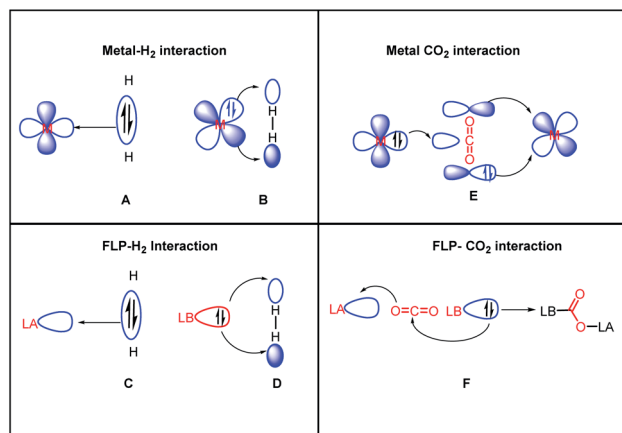 Metal-H2 interaction
H
M
H
A
H
M
H
B
Metal CO2 interaction
M
O=C=O
M
E
FLP-H2 Interaction
H
LA
H
C
LB
H
H
D
FLP- CO2 interaction
LA
O=C=O
LB
LB
O
O-LA
F